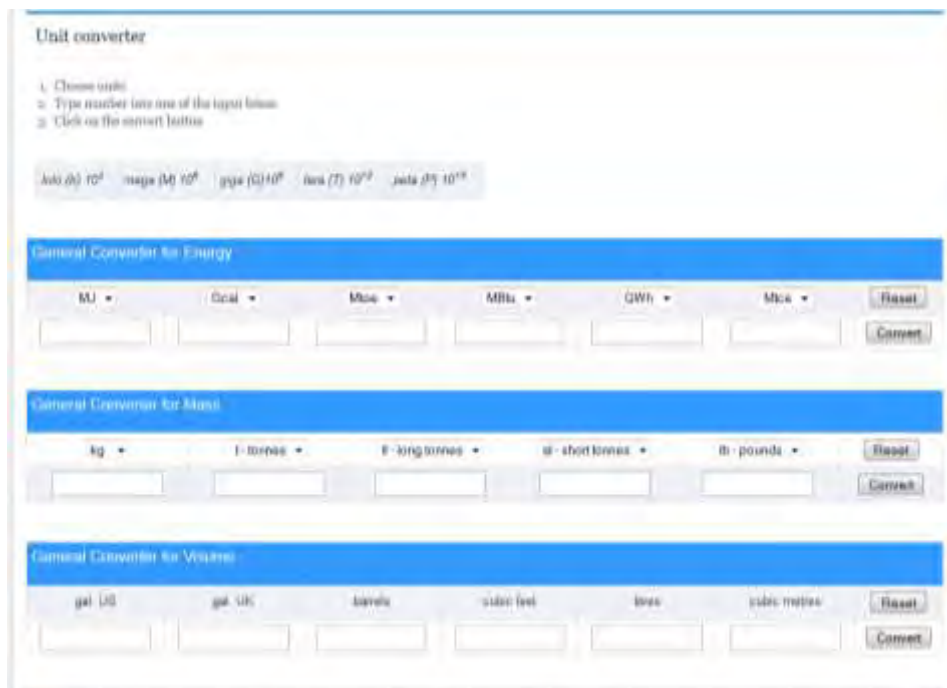 Unit converter
1. Choose units
2. Type number into one of the input boxes
3. Click on the convert button
kilo (k) 10³ mega (M) 10⁶ giga (G) 10⁹ tera (T) 10¹² peta (P) 10¹⁵
General Converter for Energy
MJ Gcal Mtoe MBtu GWh Mtce Reset
Convert
General Converter for Mass
kg t - tonnes lt - long tonnes st - short tonnes lb - pounds Reset
Convert
General Converter for Volume
gal. US gal. UK barrels cubic feet litres cubic metres Reset
Convert